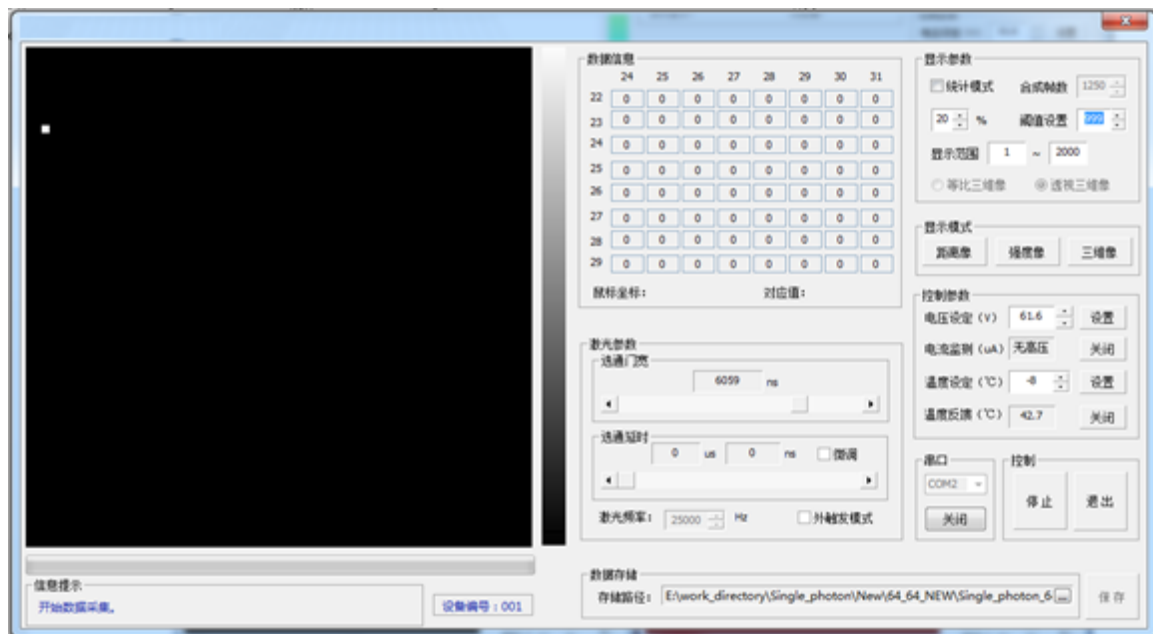 数据信息
24 25 26 27 28 29 30 31
22 0 0 0 0 0 0 0 0
23 0 0 0 0 0 0 0 0
24 0 0 0 0 0 0 0 0
25 0 0 0 0 0 0 0 0
26 0 0 0 0 0 0 0 0
27 0 0 0 0 0 0 0 0
28 0 0 0 0 0 0 0 0
29 0 0 0 0 0 0 0 0
鼠标坐标: 对应值:
激光参数
选通门宽
6059 ns
选通延时
0 us 0 ns 微调
激光频率: 25000 Hz 外触发模式
显示参数
统计模式 合成帧数 1250
20 % 阈值设置 999
显示范围 1 ~ 2000
等比三维像 透视三维像
显示模式
距离像 强度像 三维像
控制参数
电压设定(V) 61.6 设置
电流监测(uA) 无高压 关闭
温度设定(℃) -8 设置
温度反馈(℃) 42.7 关闭
串口
COM2
关闭
控制
停止 退出
信息提示
开始数据采集。
设备编号:001
数据存储
存储路径: E:\work_directory\Single_photon\New\64_64_NEW\Single_photon_6 ...
保存